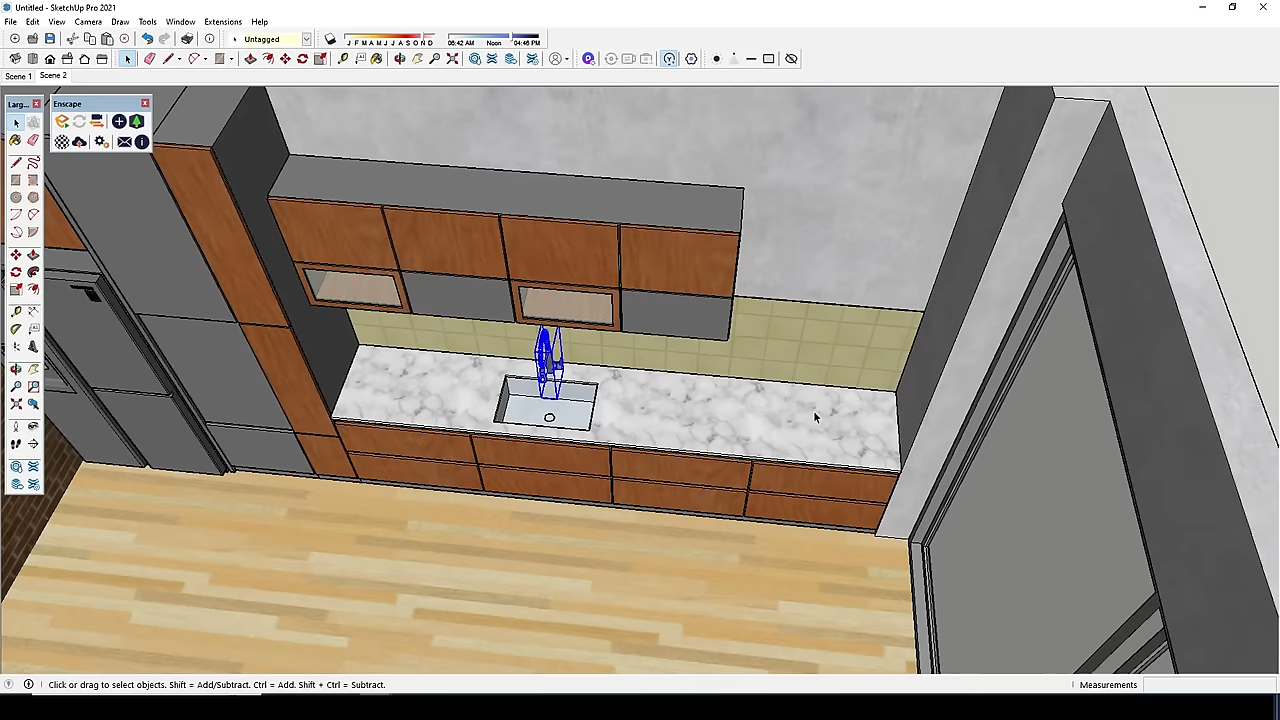 Untitled - SketchUp Pro 2021
File Edit View Camera Draw Tools Window Extensions Help
Untagged
J F M A M J J A S O N D
06:42 AM Noon 04:46 PM
Scene 1 Scene 2
Larg...
Enscape
Click or drag to select objects. Shift = Add/Subtract. Ctrl = Add. Shift + Ctrl = Subtract.
Measurements